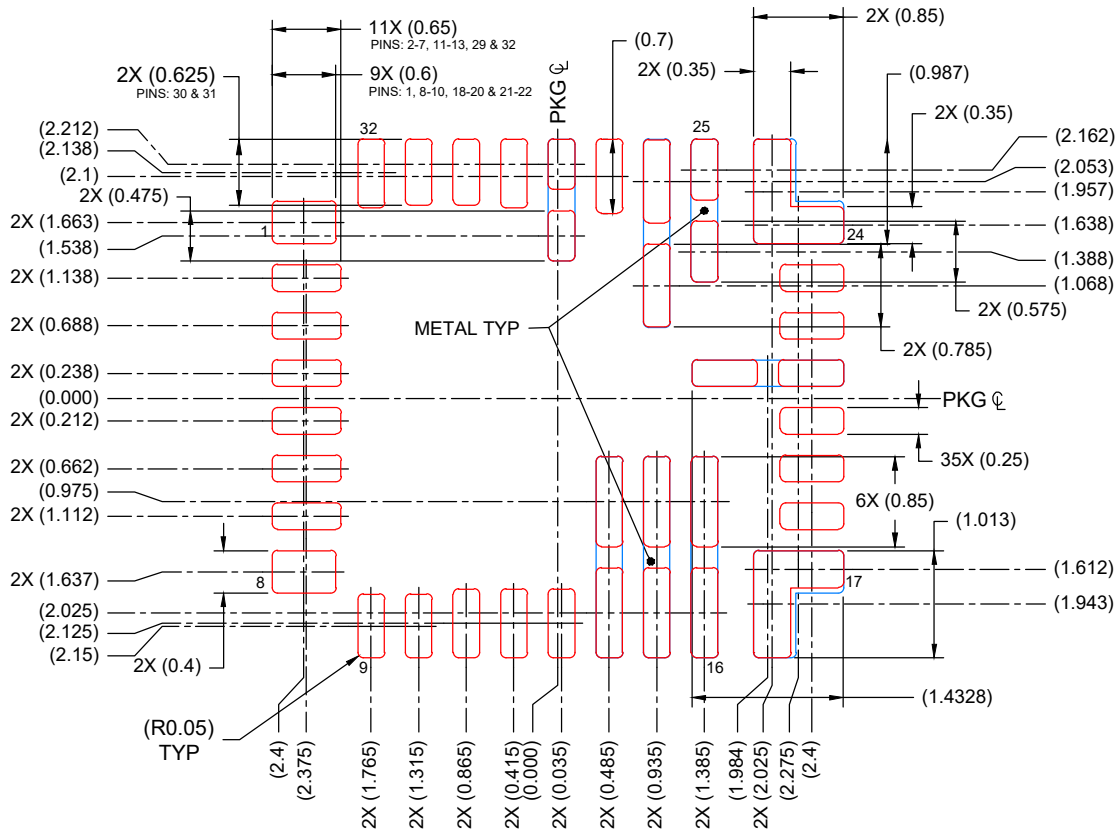 11X (0.65)
PINS: 2-7, 11-13, 29 & 32
9X (0.6)
PINS: 1, 8-10, 18-20 & 21-22
2X (0.625)
PINS: 30 & 31
PKG ℄
(0.7)
2X (0.85)
2X (0.35)
(0.987)
2X (0.35)
(2.212)
(2.138)
(2.1)
2X (0.475)
2X (1.663)
(1.538)
2X (1.138)
2X (0.688)
2X (0.238)
(0.000)
2X (0.212)
2X (0.662)
(0.975)
2X (1.112)
2X (1.637)
(2.025)
(2.125)
(2.15)
2X (0.4)
(R0.05)
TYP
32
25
1
24
8
17
9
16
METAL TYP
(2.162)
(2.053)
(1.957)
(1.638)
(1.388)
(1.068)
2X (0.575)
2X (0.785)
PKG ℄
35X (0.25)
6X (0.85)
(1.013)
(1.612)
(1.943)
(1.4328)
(2.4)
(2.375)
2X (1.765)
2X (1.315)
2X (0.865)
2X (0.415)
(0.000)
2X (0.035)
2X (0.485)
2X (0.935)
2X (1.385)
(1.984)
2X (2.025)
(2.275)
(2.4)